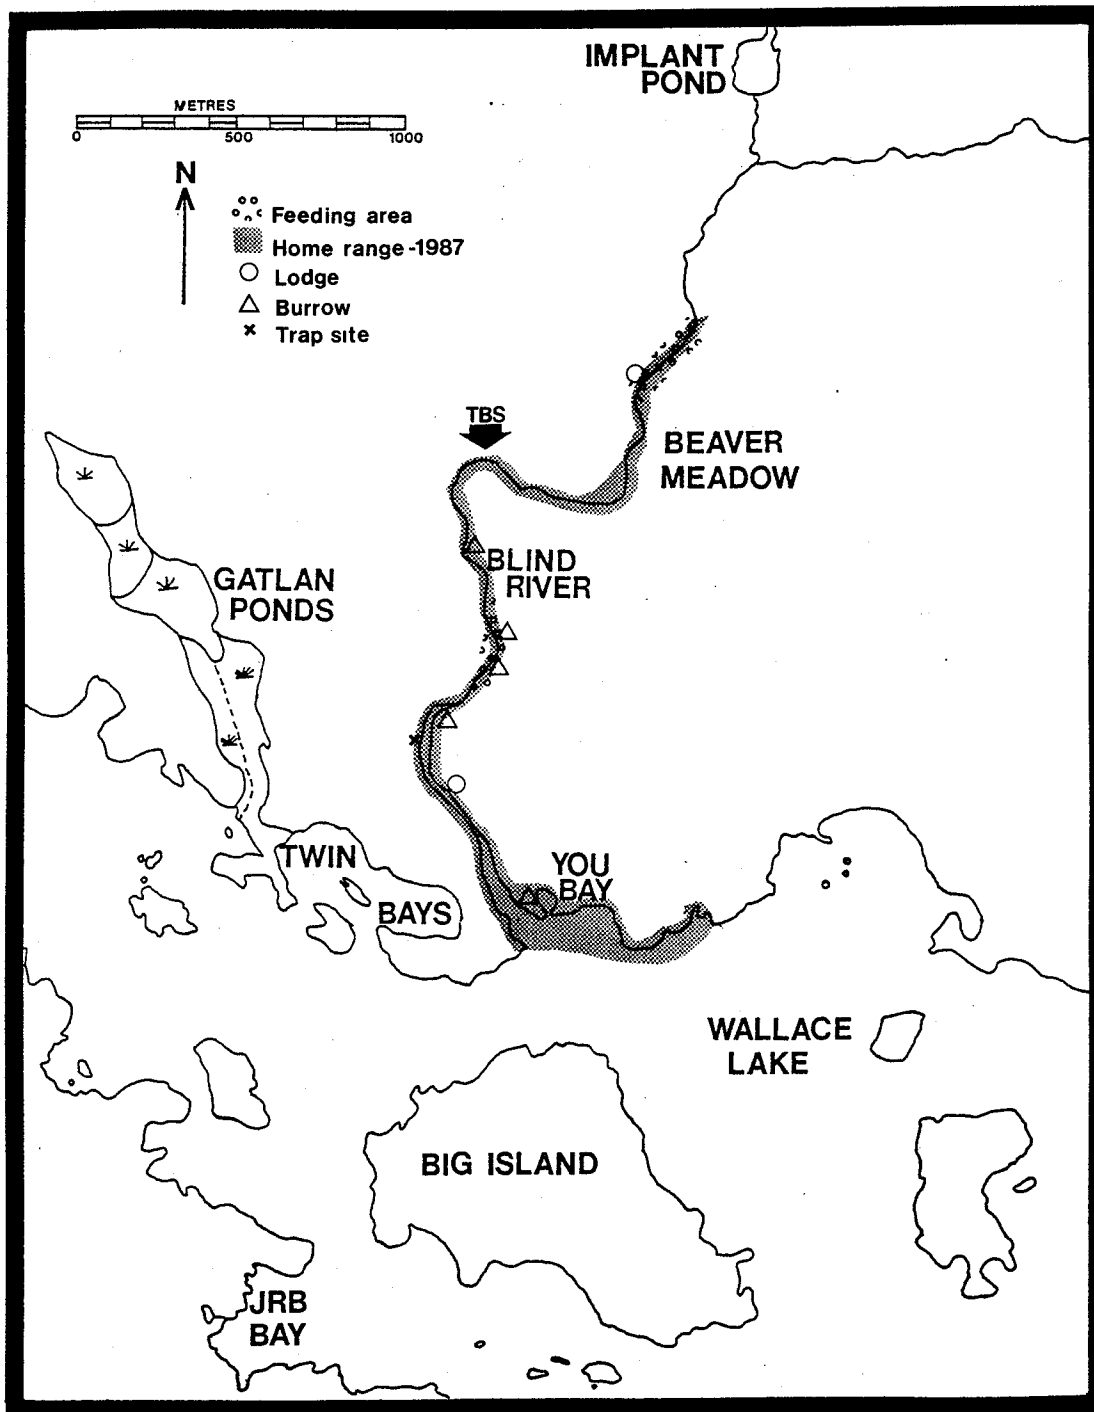 IMPLANT
POND
METRES
0 500 1000
N
Feeding area
Home range-1987
Lodge
Burrow
Trap site
TBS
BEAVER
MEADOW
BLIND
RIVER
GATLAN
PONDS
TWIN
BAYS
YOU
BAY
WALLACE
LAKE
BIG ISLAND
JRB
BAY